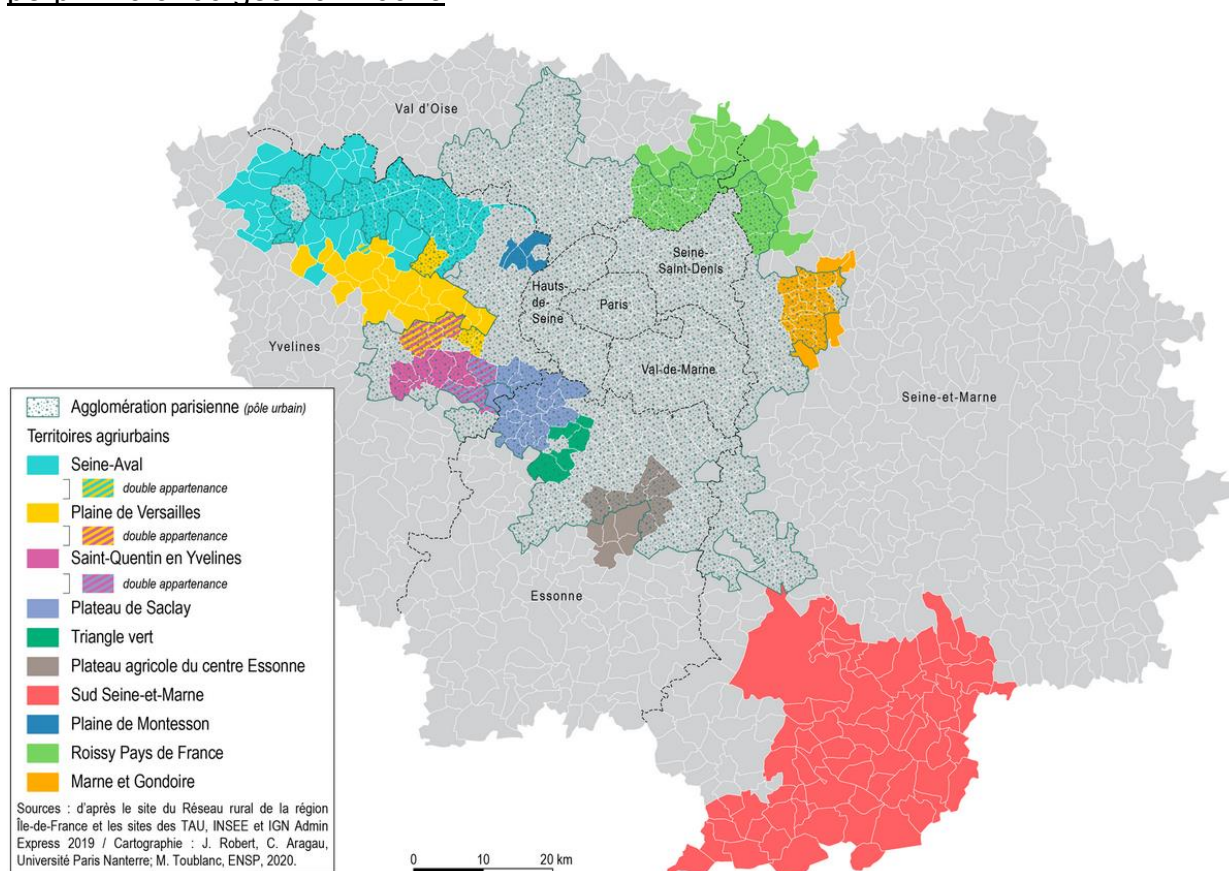 Val d'Oise
Seine-
Saint-Denis
Hauts-
de-
Seine
Paris
Yvelines
Val-de-Marne
Seine-et-Marne
Essonne
Agglomération parisienne (pôle urbain)
Territoires agriurbains
Seine-Aval
double appartenance
Plaine de Versailles
double appartenance
Saint-Quentin en Yvelines
double appartenance
Plateau de Saclay
Triangle vert
Plateau agricole du centre Essonne
Sud Seine-et-Marne
Plaine de Montesson
Roissy Pays de France
Marne et Gondoire
Sources : d'après le site du Réseau rural de la région
Île-de-France et les sites des TAU, INSEE et IGN Admin
Express 2019 / Cartographie : J. Robert, C. Aragau,
Université Paris Nanterre; M. Toublanc, ENSP, 2020.
0 10 20 km